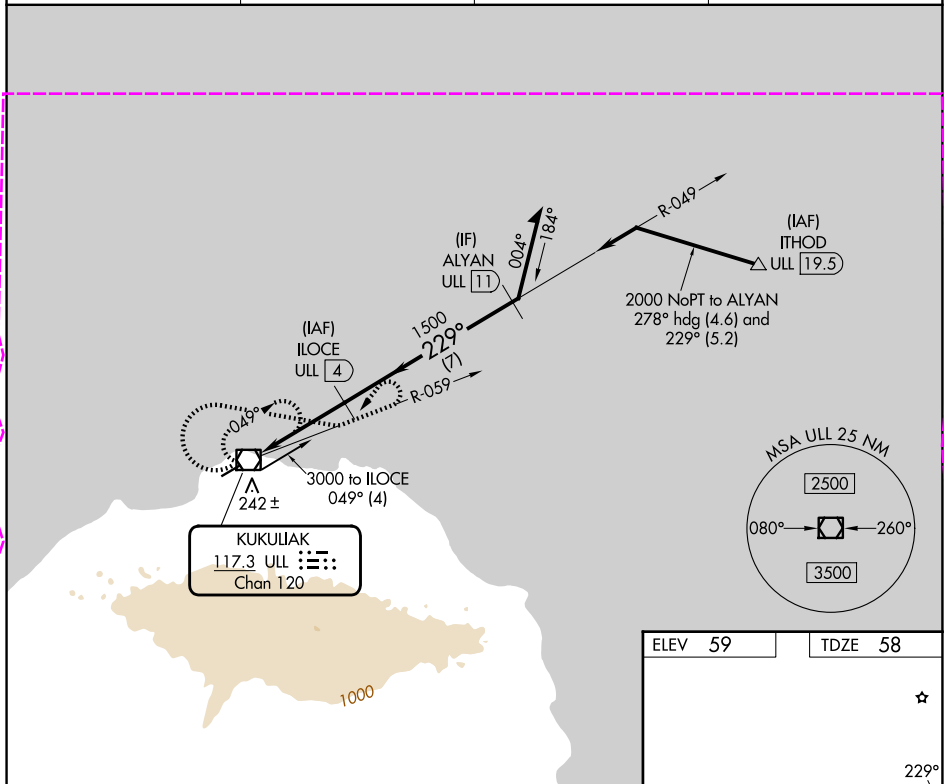 R-049
(IAF)
ITHOD
ULL 19.5
004°
184°
(IF)
ALYAN
ULL 11
2000 NoPT to ALYAN
278° hdg (4.6) and
229° (5.2)
1500
229°
(7)
(IAF)
ILOCE
ULL 4
R-059
049°
3000 to ILOCE
049° (4)
242 ±
MSA ULL 25 NM
2500
080°
260°
3500
KUKULIAK
117.3 ULL
Chan 120
1000
ELEV 59
TDZE 58
229°